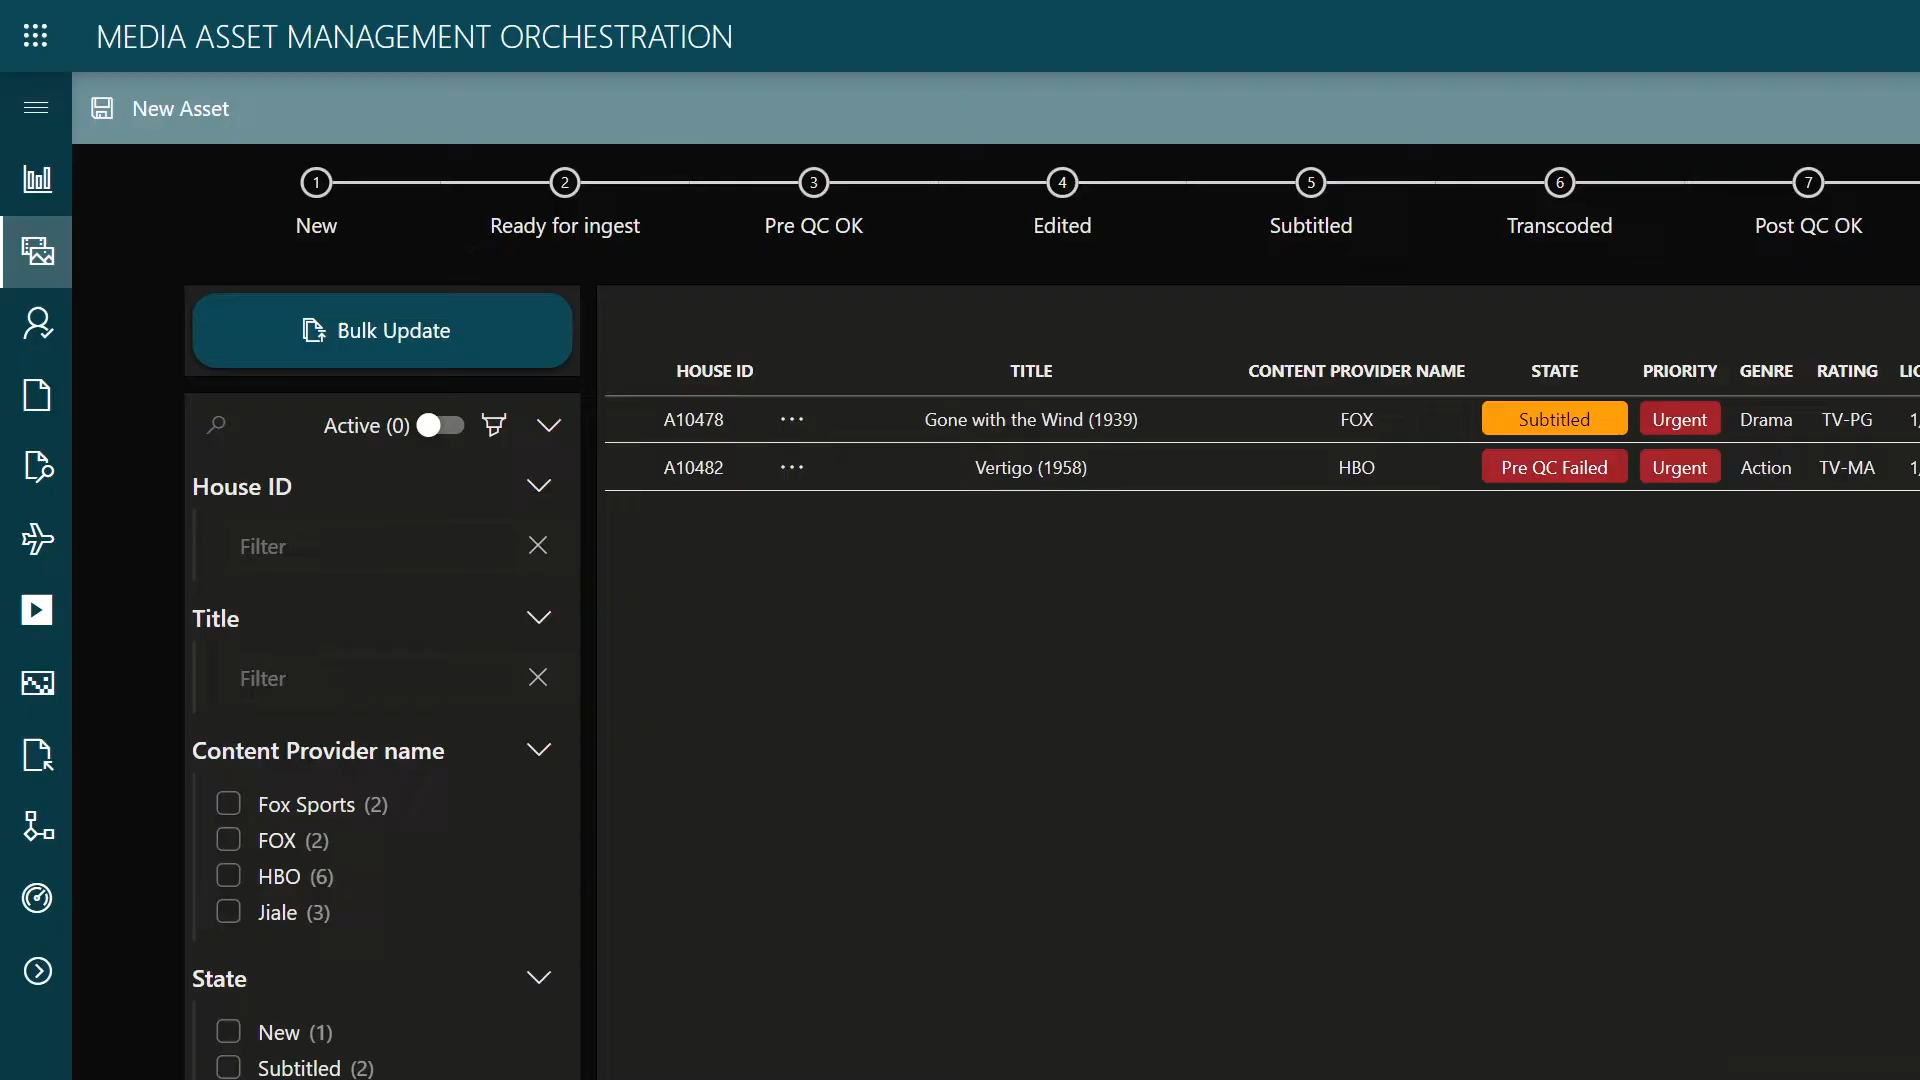 MEDIA ASSET MANAGEMENT ORCHESTRATION
New Asset
1 2 3 4 5 6 7
New Ready for ingest Pre QC OK Edited Subtitled Transcoded Post QC OK
Bulk Update
HOUSE ID TITLE CONTENT PROVIDER NAME STATE PRIORITY GENRE RATING
A10478 ... Gone with the Wind (1939) FOX Subtitled Urgent Drama TV-PG
A10482 ... Vertigo (1958) HBO Pre QC Failed Urgent Action TV-MA
Active (0)
House ID
Filter
Title
Filter
Content Provider name
Fox Sports (2)
FOX (2)
HBO (6)
Jiale (3)
State
New (1)
Subtitled (2)